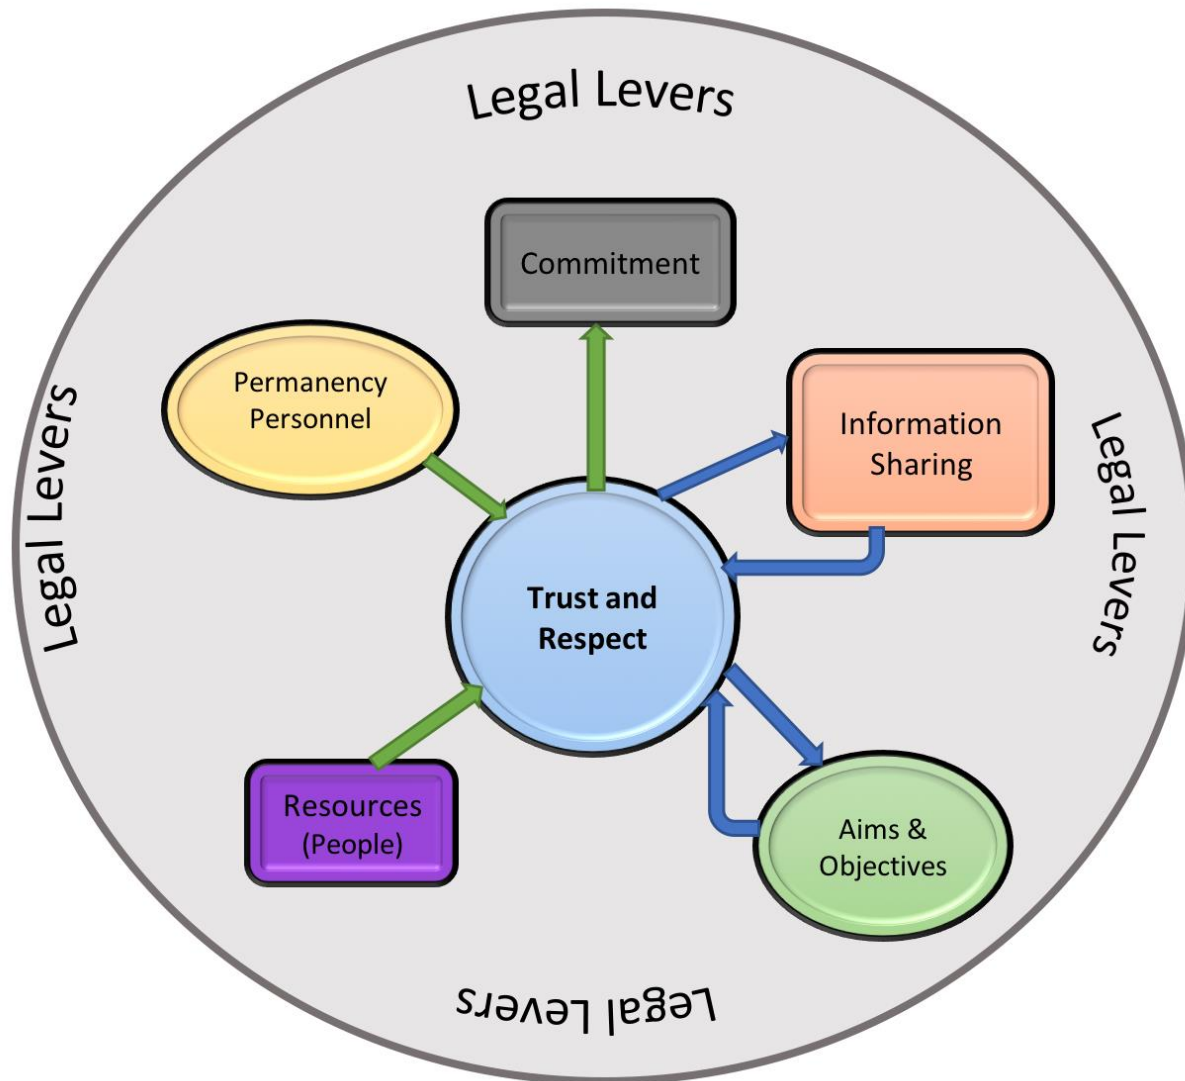 Legal Levers
Commitment
Permanency
Personnel
Information
Sharing
Legal Levers
Legal Levers
Trust and
Respect
Resources
(People)
Aims &
Objectives
Legal Levers